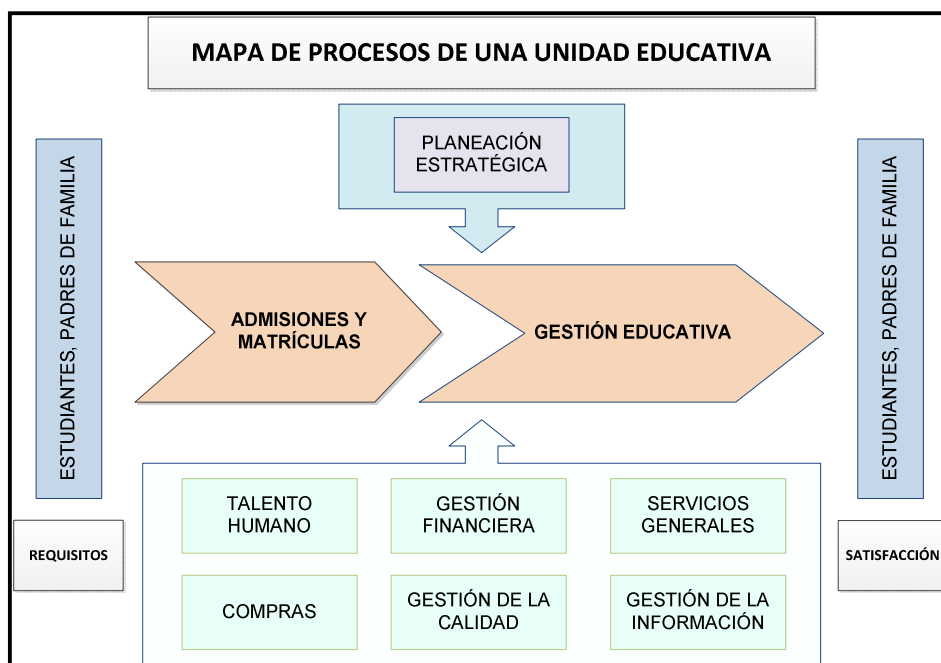 MAPA DE PROCESOS DE UNA UNIDAD EDUCATIVA
PLANEACIÓN
ESTRATÉGICA
ESTUDIANTES, PADRES DE FAMILIA
ADMISIONES Y
MATRÍCULAS
GESTIÓN EDUCATIVA
ESTUDIANTES, PADRES DE FAMILIA
TALENTO
HUMANO
GESTIÓN
FINANCIERA
SERVICIOS
GENERALES
REQUISITOS
SATISFACCIÓN
COMPRAS
GESTIÓN DE LA
CALIDAD
GESTIÓN DE LA
INFORMACIÓN